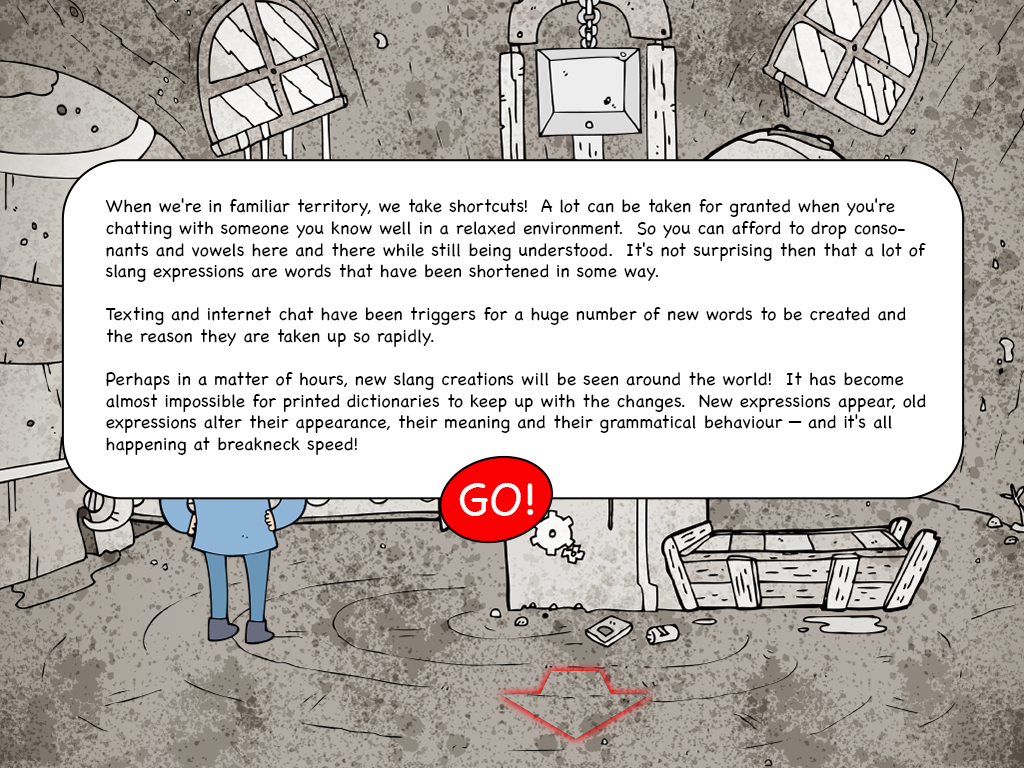 When we're in familiar territory, we take shortcuts!  A lot can be taken for granted when you're
chatting with someone you know well in a relaxed environment.  So you can afford to drop conso-
nants and vowels here and there while still being understood.  It's not surprising then that a lot of
slang expressions are words that have been shortened in some way.
Texting and internet chat have been triggers for a huge number of new words to be created and
the reason they are taken up so rapidly.
Perhaps in a matter of hours, new slang creations will be seen around the world!  It has become
almost impossible for printed dictionaries to keep up with the changes.  New expressions appear, old
expressions alter their appearance, their meaning and their grammatical behaviour — and it's all
happening at breakneck speed!
GO!